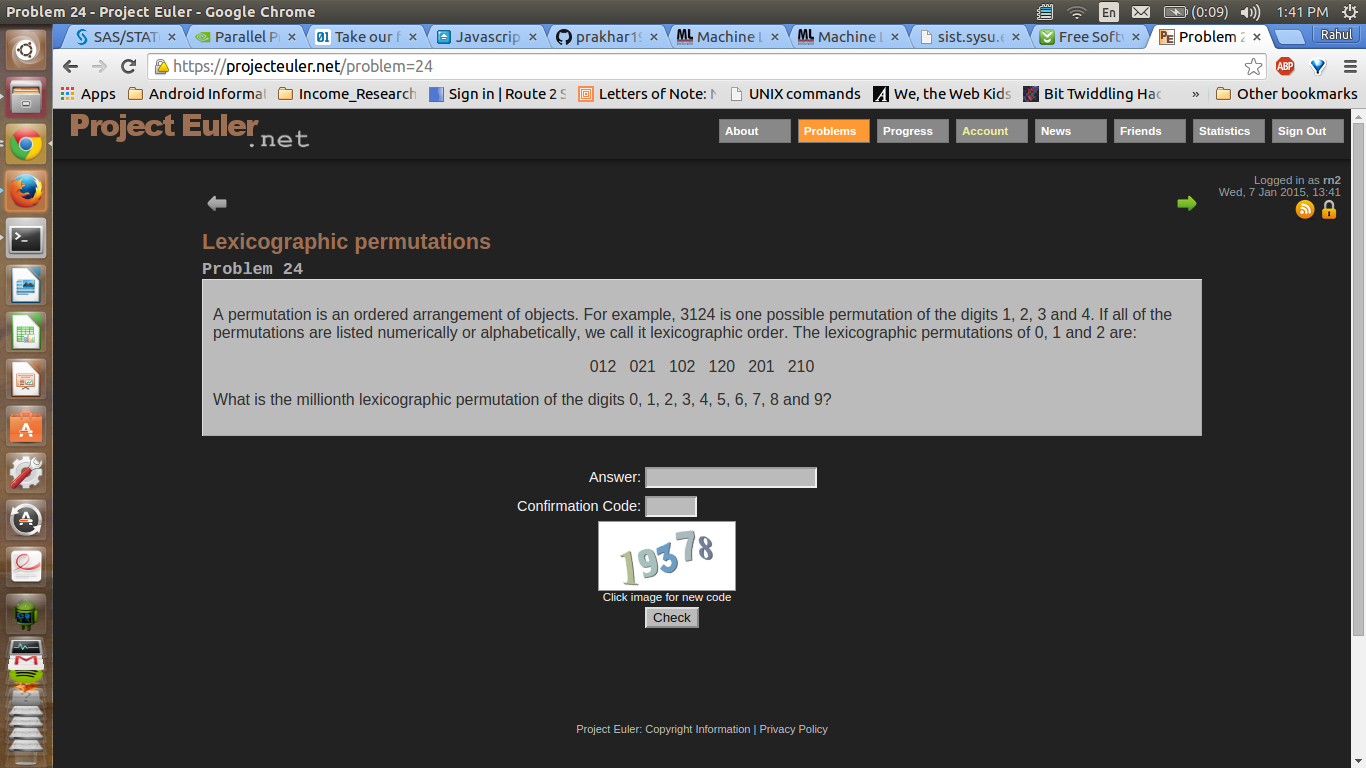 Problem 24 - Project Euler - Google Chrome En (0:09) 1:41 PM
SAS/STAT Parallel P Take our f Javascrip prakhar19 Machine L Machine L sist.sysu.e Free Softw Problem 2 Rahul
https://projecteuler.net/problem=24 ABP
Apps Android Informat Income_Research Sign in | Route 2 S Letters of Note: N UNIX commands We, the Web Kids Bit Twiddling Hac » Other bookmarks
Project Euler.net
About Problems Progress Account News Friends Statistics Sign Out
Logged in as rn2
Wed, 7 Jan 2015, 13:41
Lexicographic permutations
Problem 24
A permutation is an ordered arrangement of objects. For example, 3124 is one possible permutation of the digits 1, 2, 3 and 4. If all of the
permutations are listed numerically or alphabetically, we call it lexicographic order. The lexicographic permutations of 0, 1 and 2 are:
012 021 102 120 201 210
What is the millionth lexicographic permutation of the digits 0, 1, 2, 3, 4, 5, 6, 7, 8 and 9?
Answer:
Confirmation Code:
19378
Click image for new code
Check
Project Euler: Copyright Information | Privacy Policy